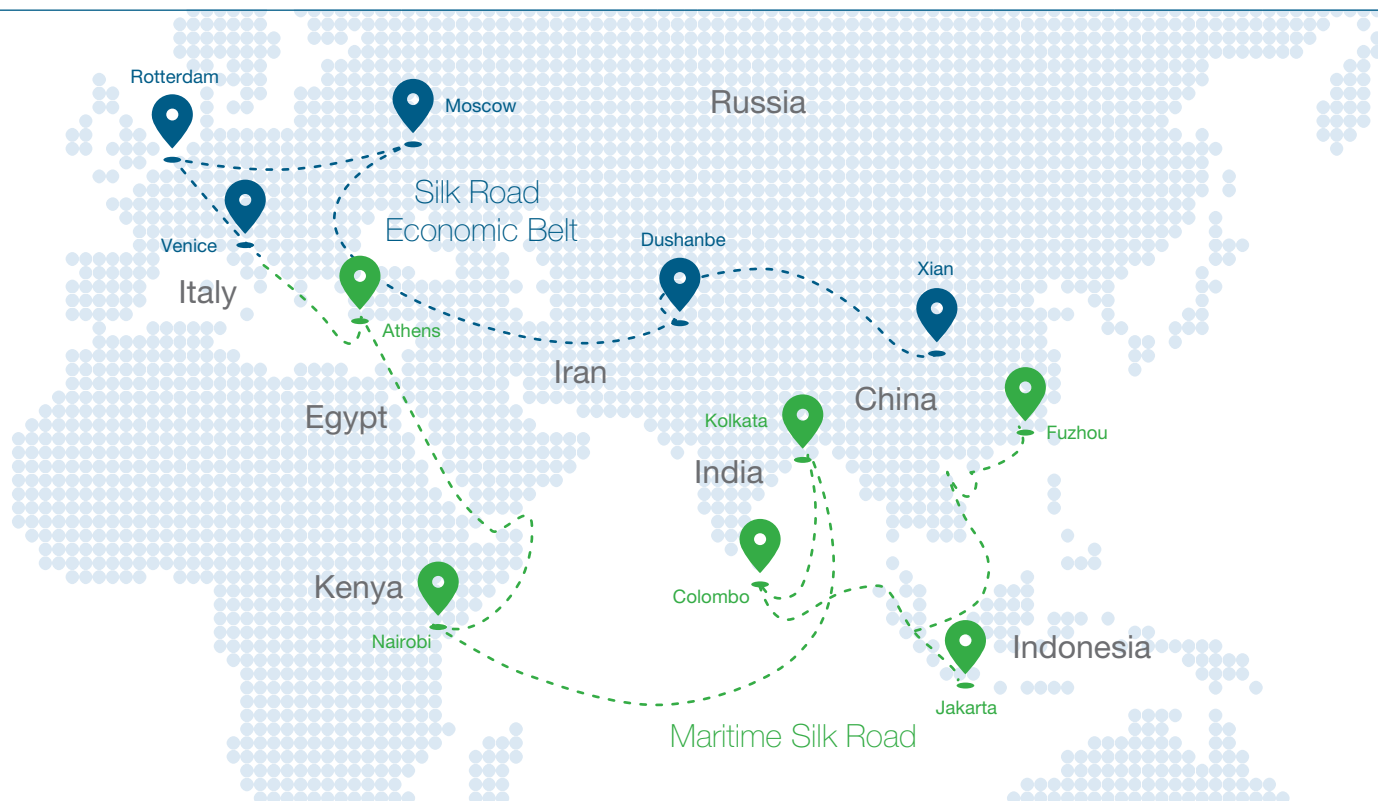 Rotterdam
Moscow
Russia
Silk Road
Economic Belt
Venice
Dushanbe
Xian
Italy
Athens
Iran
China
Egypt
Kolkata
Fuzhou
India
Kenya
Colombo
Nairobi
Indonesia
Jakarta
Maritime Silk Road